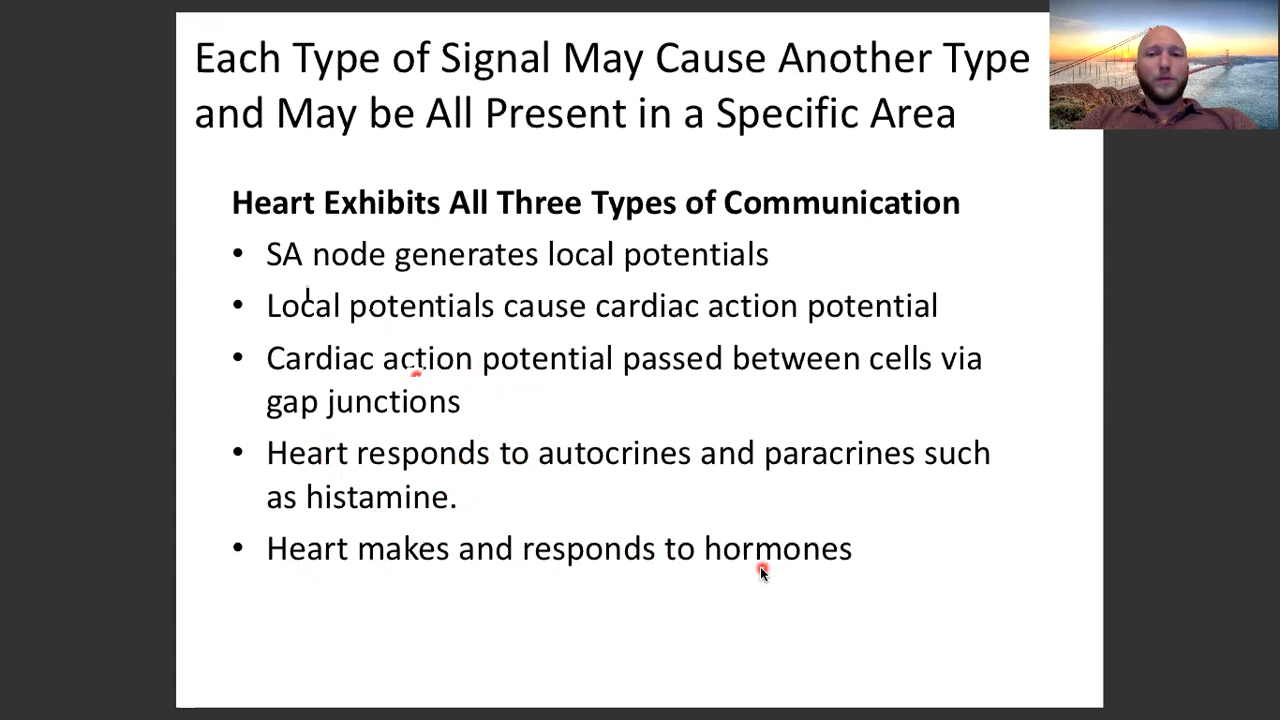 Each Type of Signal May Cause Another Type
and May be All Present in a Specific Area
Heart Exhibits All Three Types of Communication
• SA node generates local potentials
• Local potentials cause cardiac action potential
• Cardiac action potential passed between cells via
gap junctions
• Heart responds to autocrines and paracrines such
as histamine.
• Heart makes and responds to hormones